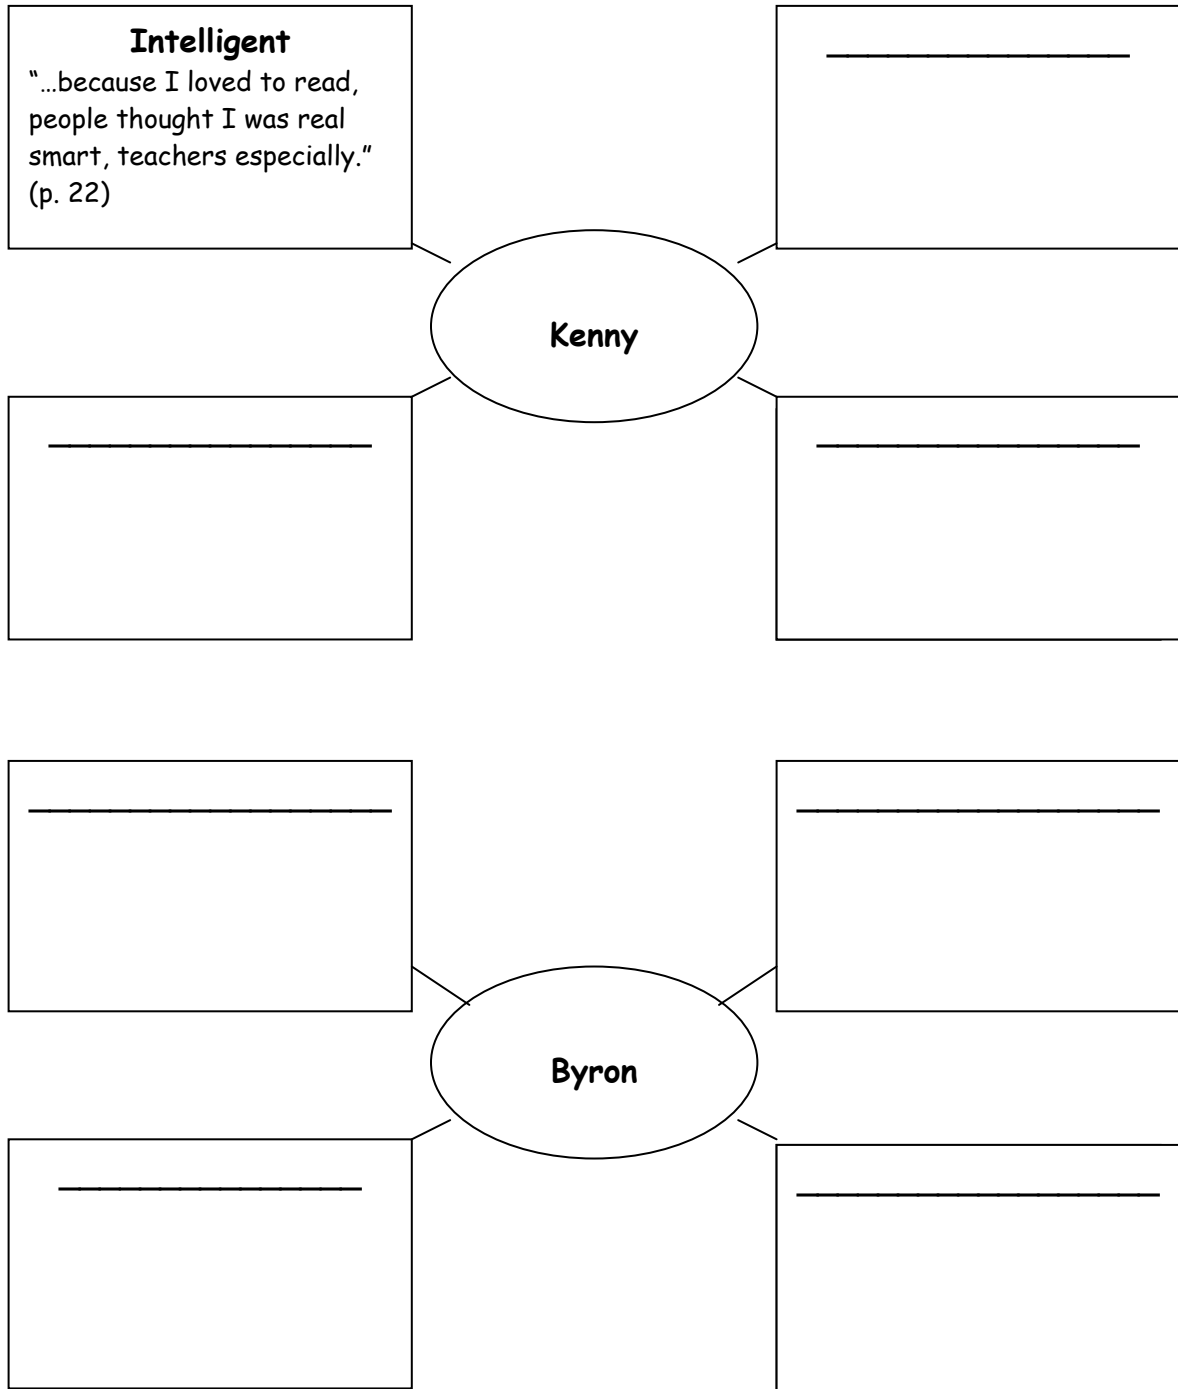 Intelligent
“…because I loved to read,
people thought I was real
smart, teachers especially.”
(p. 22)
Kenny
Byron